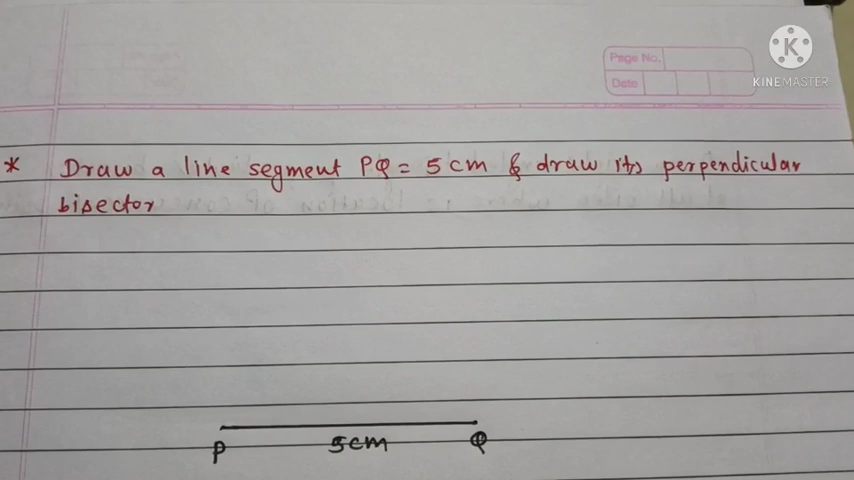 Page No.
Date
K
KINEMASTER
* Draw a line segment PQ = 5 cm & draw its perpendicular
bisector
P 5cm Q